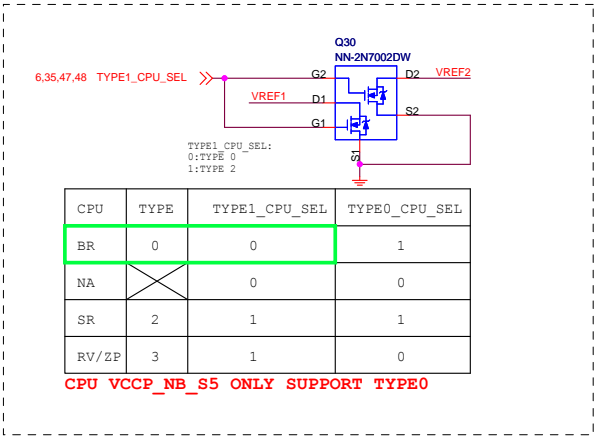 Q30
NN-2N7002DW
6,35,47,48 TYPE1_CPU_SEL
G2
D2
VREF2
VREF1
D1
S2
G1
TYPE1_CPU_SEL:
0:TYPE 0
1:TYPE 2
S1
CPU TYPE TYPE1_CPU_SEL TYPE0_CPU_SEL
BR 0 0 1
NA 0 0
SR 2 1 1
RV/ZP 3 1 0
CPU VCCP_NB_S5 ONLY SUPPORT TYPE0